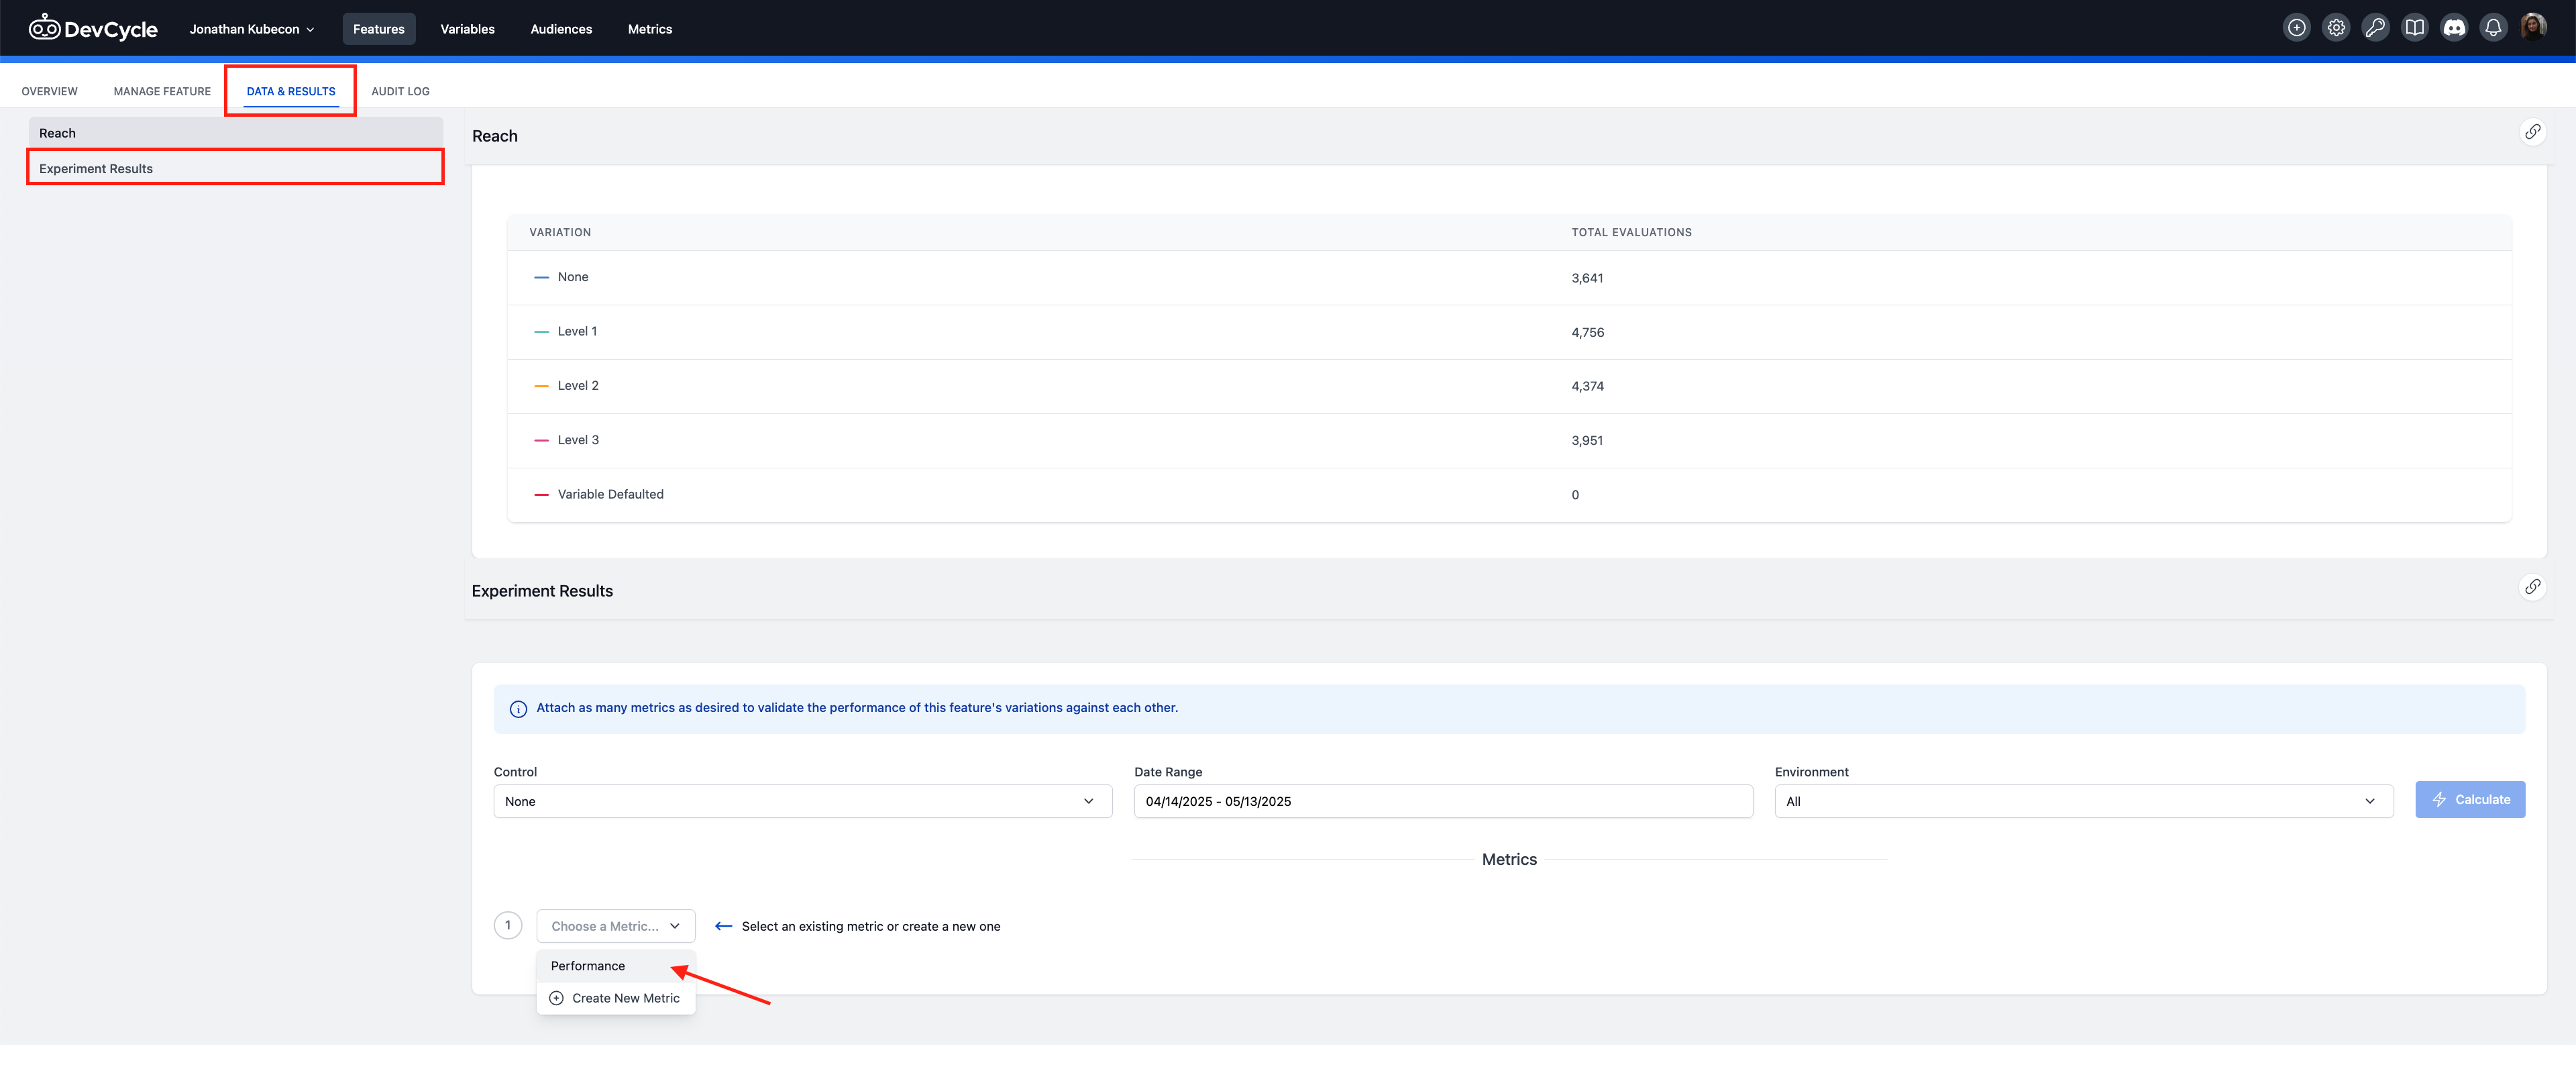 DevCycle Jonathan Kubecon Features Variables Audiences Metrics
OVERVIEW MANAGE FEATURE DATA & RESULTS AUDIT LOG
Reach
Experiment Results
Reach
VARIATION TOTAL EVALUATIONS
None 3,641
Level 1 4,756
Level 2 4,374
Level 3 3,951
Variable Defaulted 0
Experiment Results
Attach as many metrics as desired to validate the performance of this feature's variations against each other.
Control Date Range Environment
None 04/14/2025 - 05/13/2025 All Calculate
Metrics
1 Choose a Metric... Select an existing metric or create a new one
Performance
Create New Metric